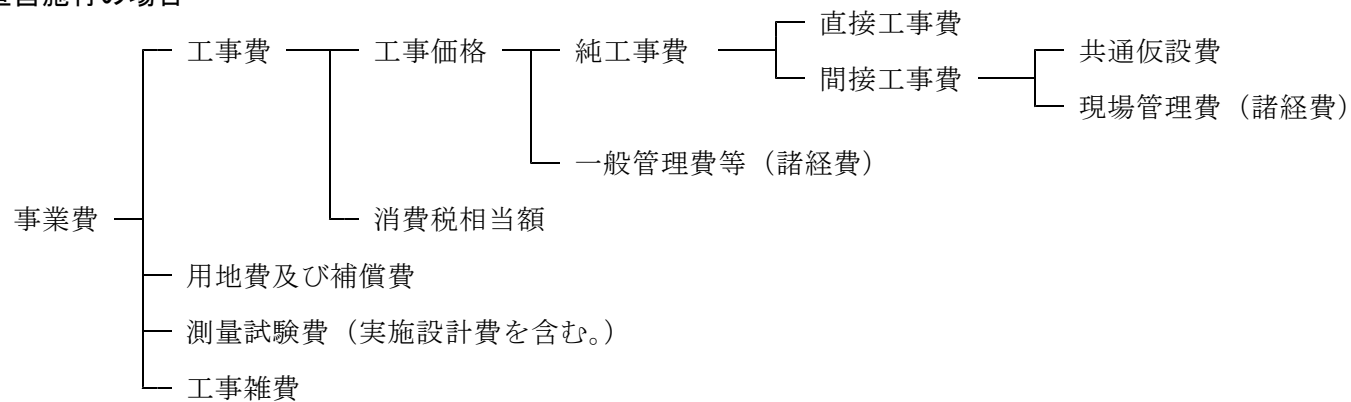 施行の場合
直接工事費
工事費 工事価格 純工事費 共通仮設費
間接工事費
現場管理費（諸経費）
一般管理費等（諸経費）
事業費 消費税相当額
用地費及び補償費
測量試験費（実施設計費を含む。）
工事雑費